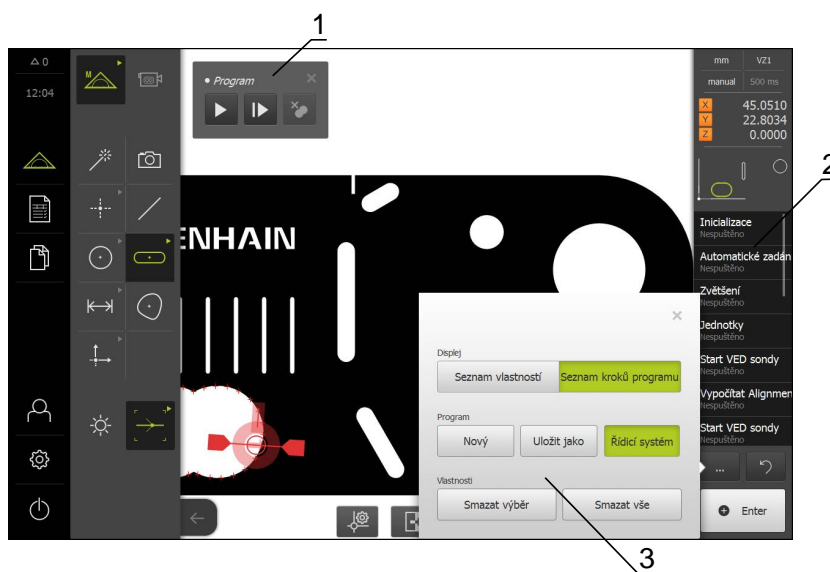 1
△ 0
12:04
M
• Program
mm VZ1
manual 500 ms
X 45.0510
Y 22.8034
Z 0.0000
2
ENHAIN
Inicializace
Nespuštěno
Automatické zadán
Nespuštěno
Zvětšení
Nespuštěno
Jednotky
Nespuštěno
Start VED sondy
Nespuštěno
Vypočítat Alignmen
Nespuštěno
Start VED sondy
Nespuštěno
...
Enter
Displej
Seznam vlastností Seznam kroků programu
Program
Nový Uložit jako Řídicí systém
Vlastnosti
Smazat výběr Smazat vše
3